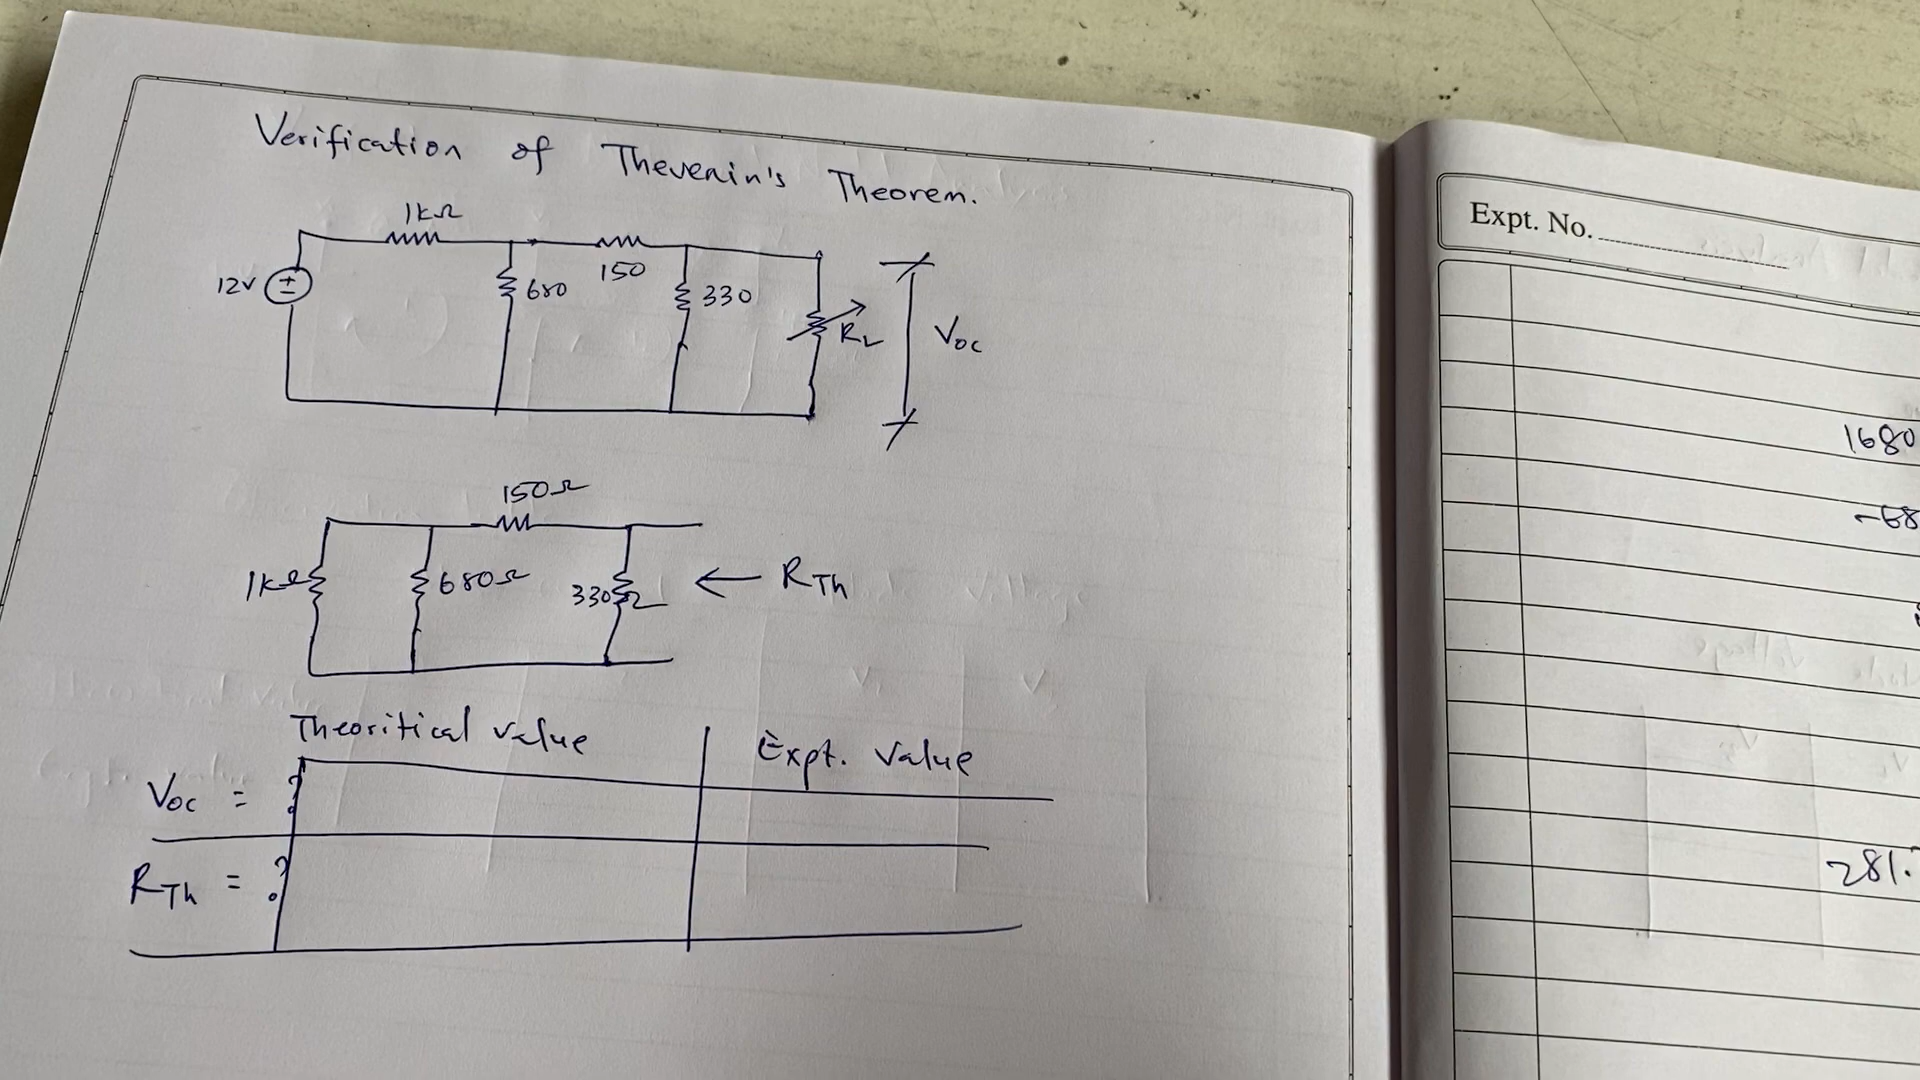 Verification of Thevenin's Theorem.
1kΩ
12v
680
150
330
RL
Voc
150Ω
1kΩ
680Ω
330Ω
← RTh
Theoritical value
Expt. Value
Voc = ?
RTh = ?
Expt. No.
1680
-68
281.